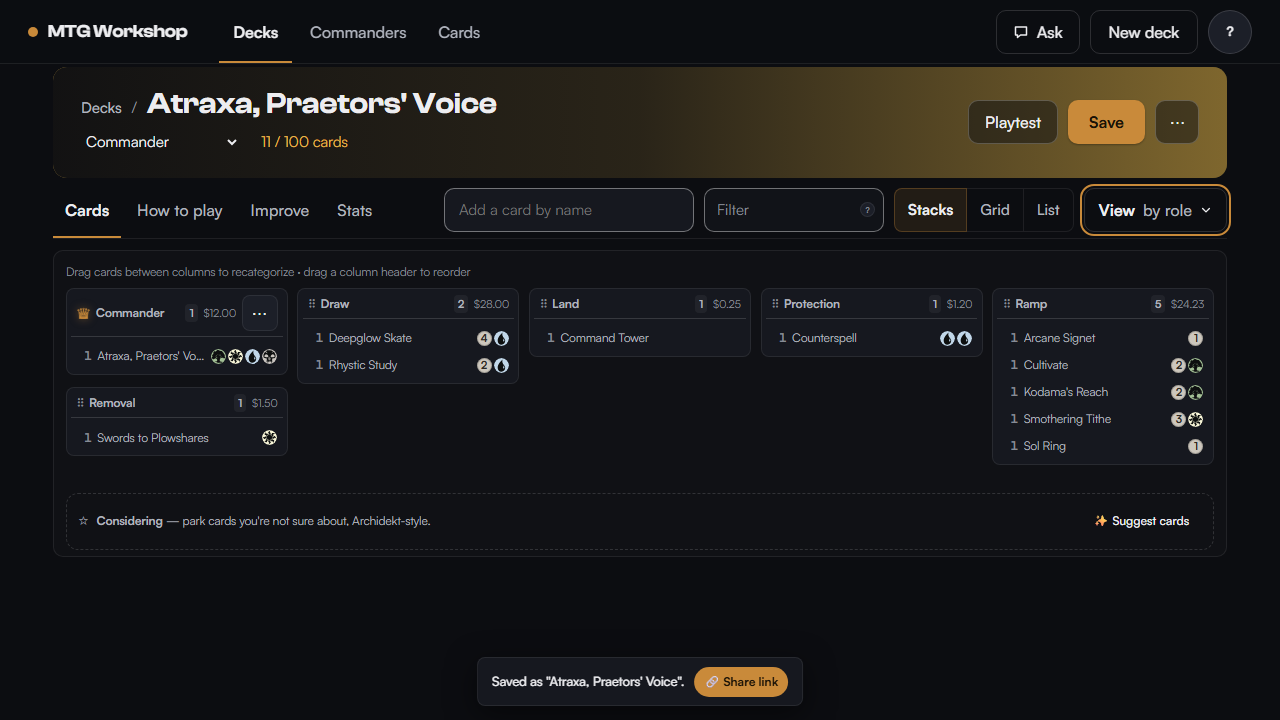 MTG Workshop
Decks
Commanders
Cards
Ask
New deck
?
Decks / Atraxa, Praetors' Voice
Commander
11 / 100 cards
Playtest
Save
...
Cards
How to play
Improve
Stats
Add a card by name
Filter
?
Stacks
Grid
List
View by role
Drag cards between columns to recategorize · drag a column header to reorder
Commander 1 $12.00 ...
1 Atraxa, Praetors' Vo...
Removal 1 $1.50
1 Swords to Plowshares
Draw 2 $28.00
1 Deepglow Skate 4
1 Rhystic Study 2
Land 1 $0.25
1 Command Tower
Protection 1 $1.20
1 Counterspell
Ramp 5 $24.23
1 Arcane Signet 1
1 Cultivate 2
1 Kodama's Reach 2
1 Smothering Tithe 3
1 Sol Ring 1
Considering — park cards you're not sure about, Archidekt-style.
Suggest cards
Saved as "Atraxa, Praetors' Voice".
Share link